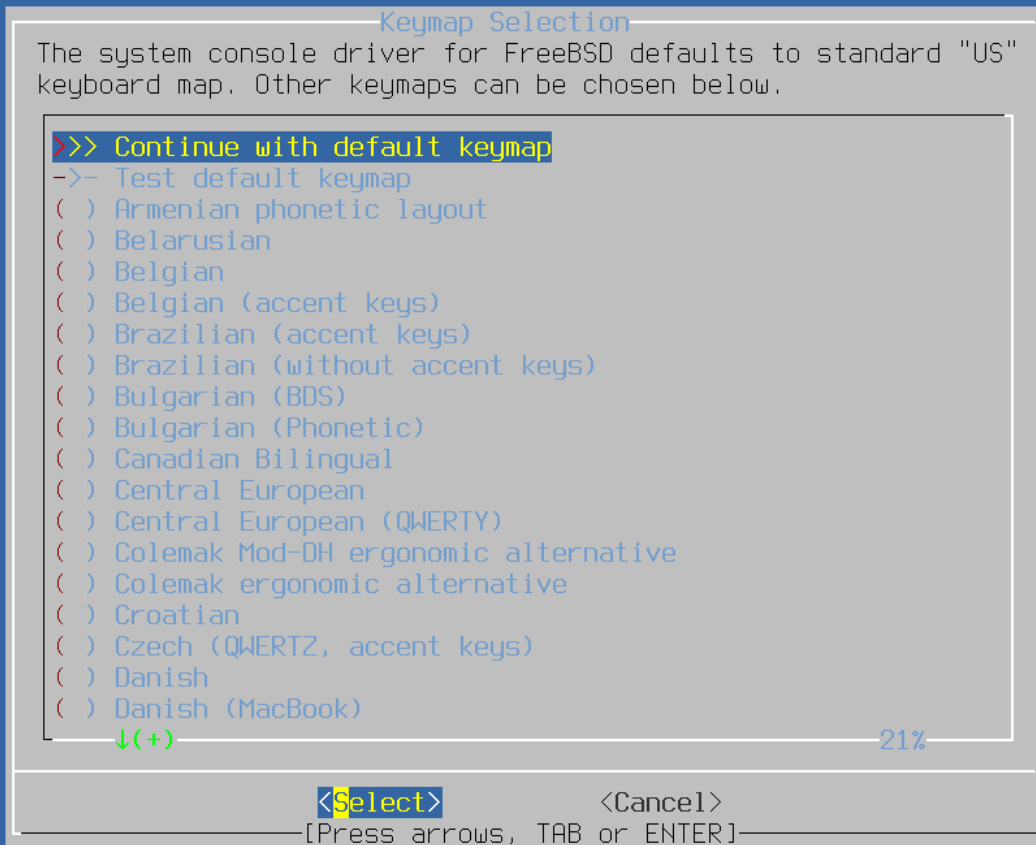 Keymap Selection
The system console driver for FreeBSD defaults to standard "US"
keyboard map. Other keymaps can be chosen below.
>>> Continue with default keymap
->- Test default keymap
( ) Armenian phonetic layout
( ) Belarusian
( ) Belgian
( ) Belgian (accent keys)
( ) Brazilian (accent keys)
( ) Brazilian (without accent keys)
( ) Bulgarian (BDS)
( ) Bulgarian (Phonetic)
( ) Canadian Bilingual
( ) Central European
( ) Central European (QWERTY)
( ) Colemak Mod-DH ergonomic alternative
( ) Colemak ergonomic alternative
( ) Croatian
( ) Czech (QWERTZ, accent keys)
( ) Danish
( ) Danish (MacBook)
↓(+) 21%
<Select> <Cancel>
[Press arrows, TAB or ENTER]